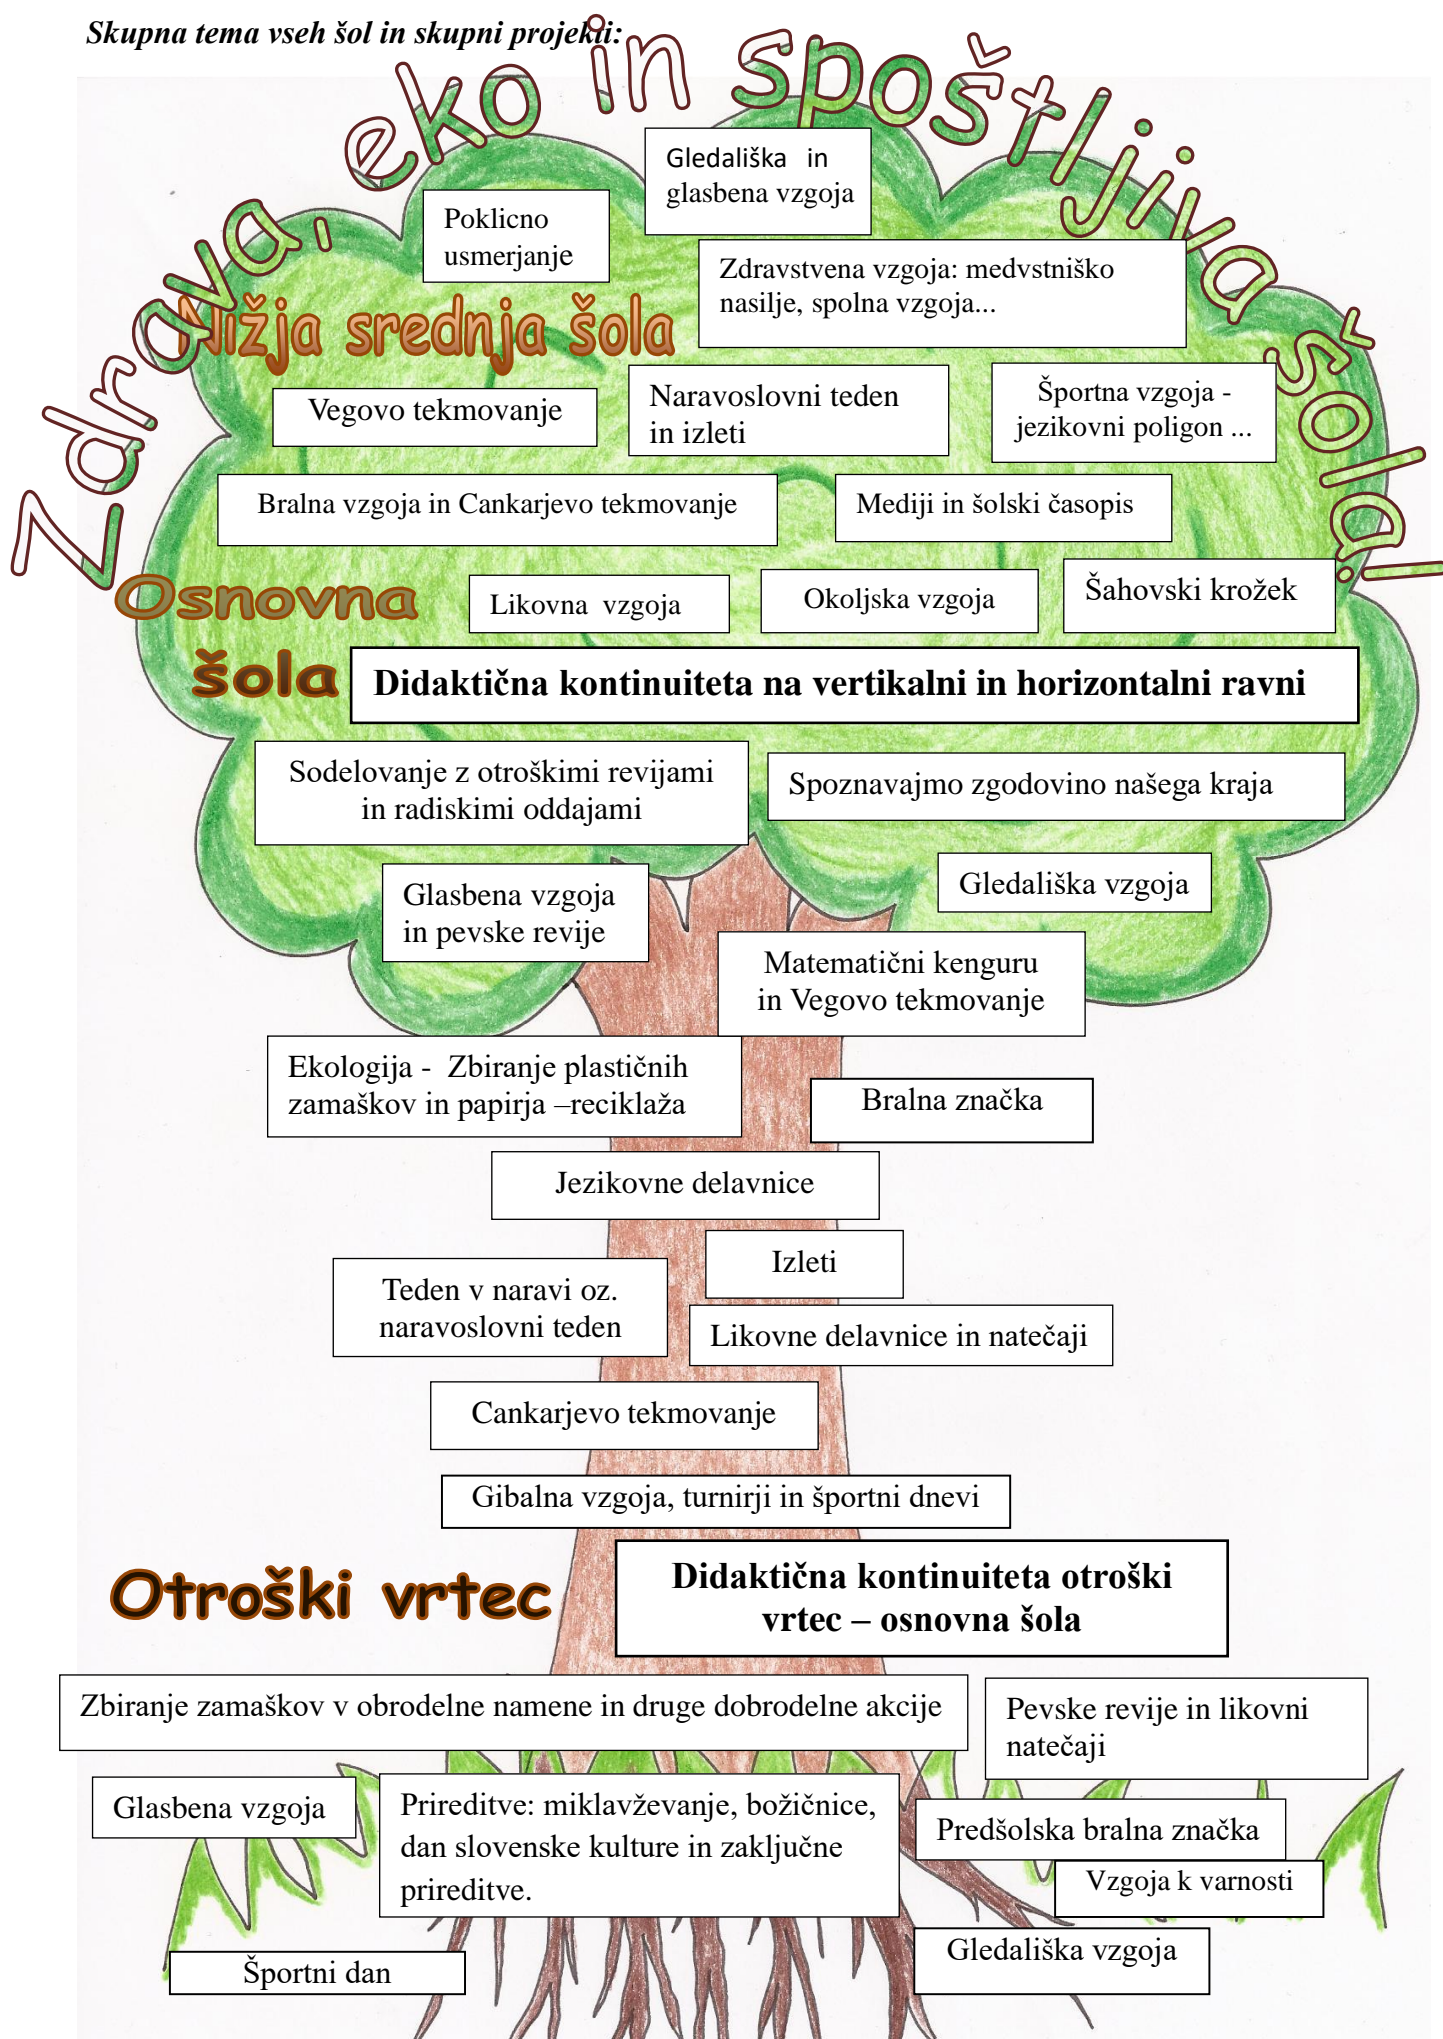 Skupna tema vseh šol in skupni projekti:
Zdrava, eko in spoštljiva šola!
Gledališka in
glasbena vzgoja
Poklicno
usmerjanje
Zdravstvena vzgoja: medvstniško
nasilje, spolna vzgoja...
Nižja srednja šola
Vegovo tekmovanje
Naravoslovni teden
in izleti
Športna vzgoja -
jezikovni poligon ...
Bralna vzgoja in Cankarjevo tekmovanje
Mediji in šolski časopis
Osnovna
šola
Likovna vzgoja
Okoljska vzgoja
Šahovski krožek
Didaktična kontinuiteta na vertikalni in horizontalni ravni
Sodelovanje z otroškimi revijami
in radiskimi oddajami
Spoznavajmo zgodovino našega kraja
Glasbena vzgoja
in pevske revije
Gledališka vzgoja
Matematični kenguru
in Vegovo tekmovanje
Ekologija - Zbiranje plastičnih
zamaškov in papirja –reciklaža
Bralna značka
Jezikovne delavnice
Izleti
Teden v naravi oz.
naravoslovni teden
Likovne delavnice in natečaji
Cankarjevo tekmovanje
Gibalna vzgoja, turnirji in športni dnevi
Otroški vrtec
Didaktična kontinuiteta otroški
vrtec – osnovna šola
Zbiranje zamaškov v obrodelne namene in druge dobrodelne akcije
Pevske revije in likovni
natečaji
Glasbena vzgoja
Prireditve: miklavževanje, božičnice,
dan slovenske kulture in zaključne
prireditve.
Predšolska bralna značka
Vzgoja k varnosti
Gledališka vzgoja
Športni dan